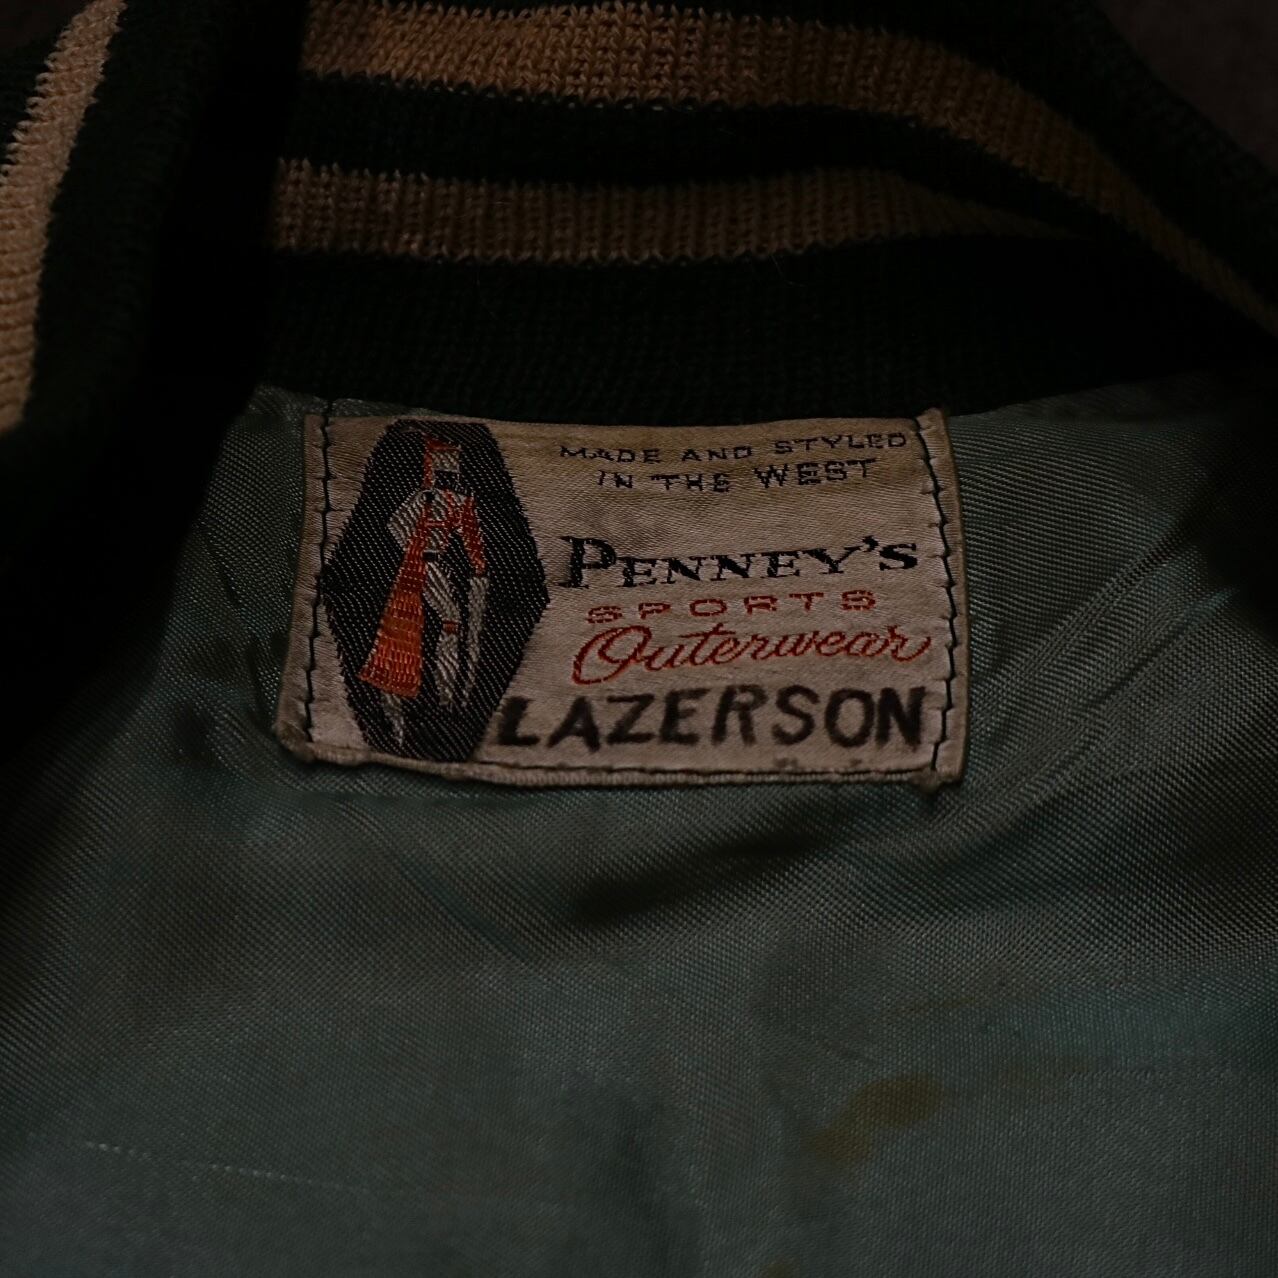 MADE AND STYLED
IN THE WEST
PENNEY'S
SPORTS
Outerwear
LAZERSON